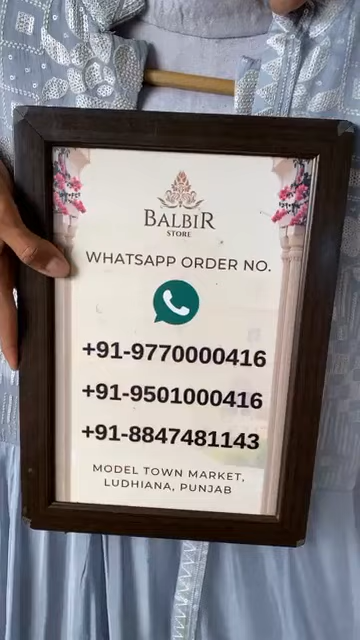 BALBIR
STORE
WHATSAPP ORDER NO.
+91-9770000416
+91-9501000416
+91-8847481143
MODEL TOWN MARKET,
LUDHIANA, PUNJAB